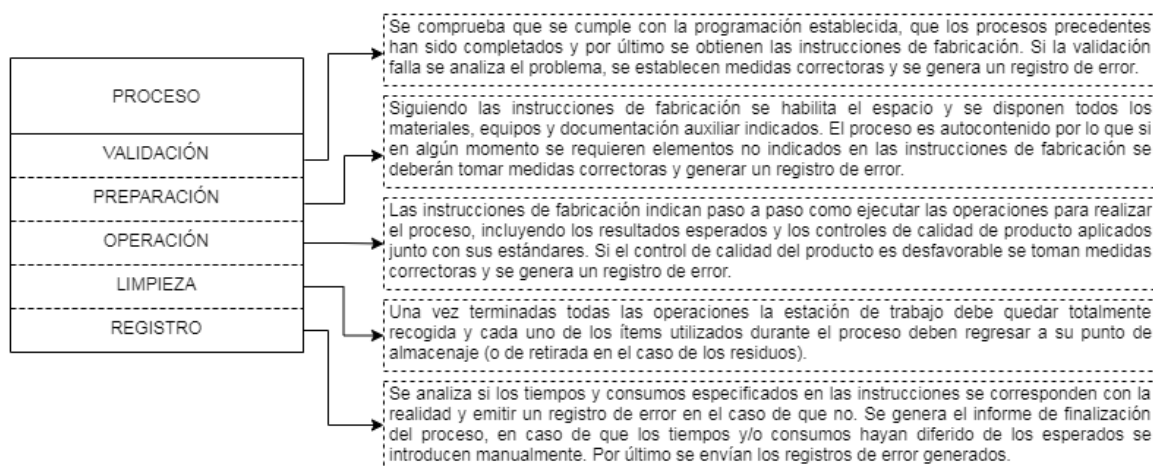 PROCESO
VALIDACIÓN
PREPARACIÓN
OPERACIÓN
LIMPIEZA
REGISTRO
Se comprueba que se cumple con la programación establecida, que los procesos precedentes
han sido completados y por último se obtienen las instrucciones de fabricación. Si la validación
falla se analiza el problema, se establecen medidas correctoras y se genera un registro de error.
Siguiendo las instrucciones de fabricación se habilita el espacio y se disponen todos los
materiales, equipos y documentación auxiliar indicados. El proceso es autocontenido por lo que si
en algún momento se requieren elementos no indicados en las instrucciones de fabricación se
deberán tomar medidas correctoras y generar un registro de error.
Las instrucciones de fabricación indican paso a paso como ejecutar las operaciones para realizar
el proceso, incluyendo los resultados esperados y los controles de calidad de producto aplicados
junto con sus estándares. Si el control de calidad del producto es desfavorable se toman medidas
correctoras y se genera un registro de error.
Una vez terminadas todas las operaciones la estación de trabajo debe quedar totalmente
recogida y cada uno de los ítems utilizados durante el proceso deben regresar a su punto de
almacenaje (o de retirada en el caso de los residuos).
Se analiza si los tiempos y consumos especificados en las instrucciones se corresponden con la
realidad y emitir un registro de error en el caso de que no. Se genera el informe de finalización
del proceso, en caso de que los tiempos y/o consumos hayan diferido de los esperados se
introducen manualmente. Por último se envían los registros de error generados.